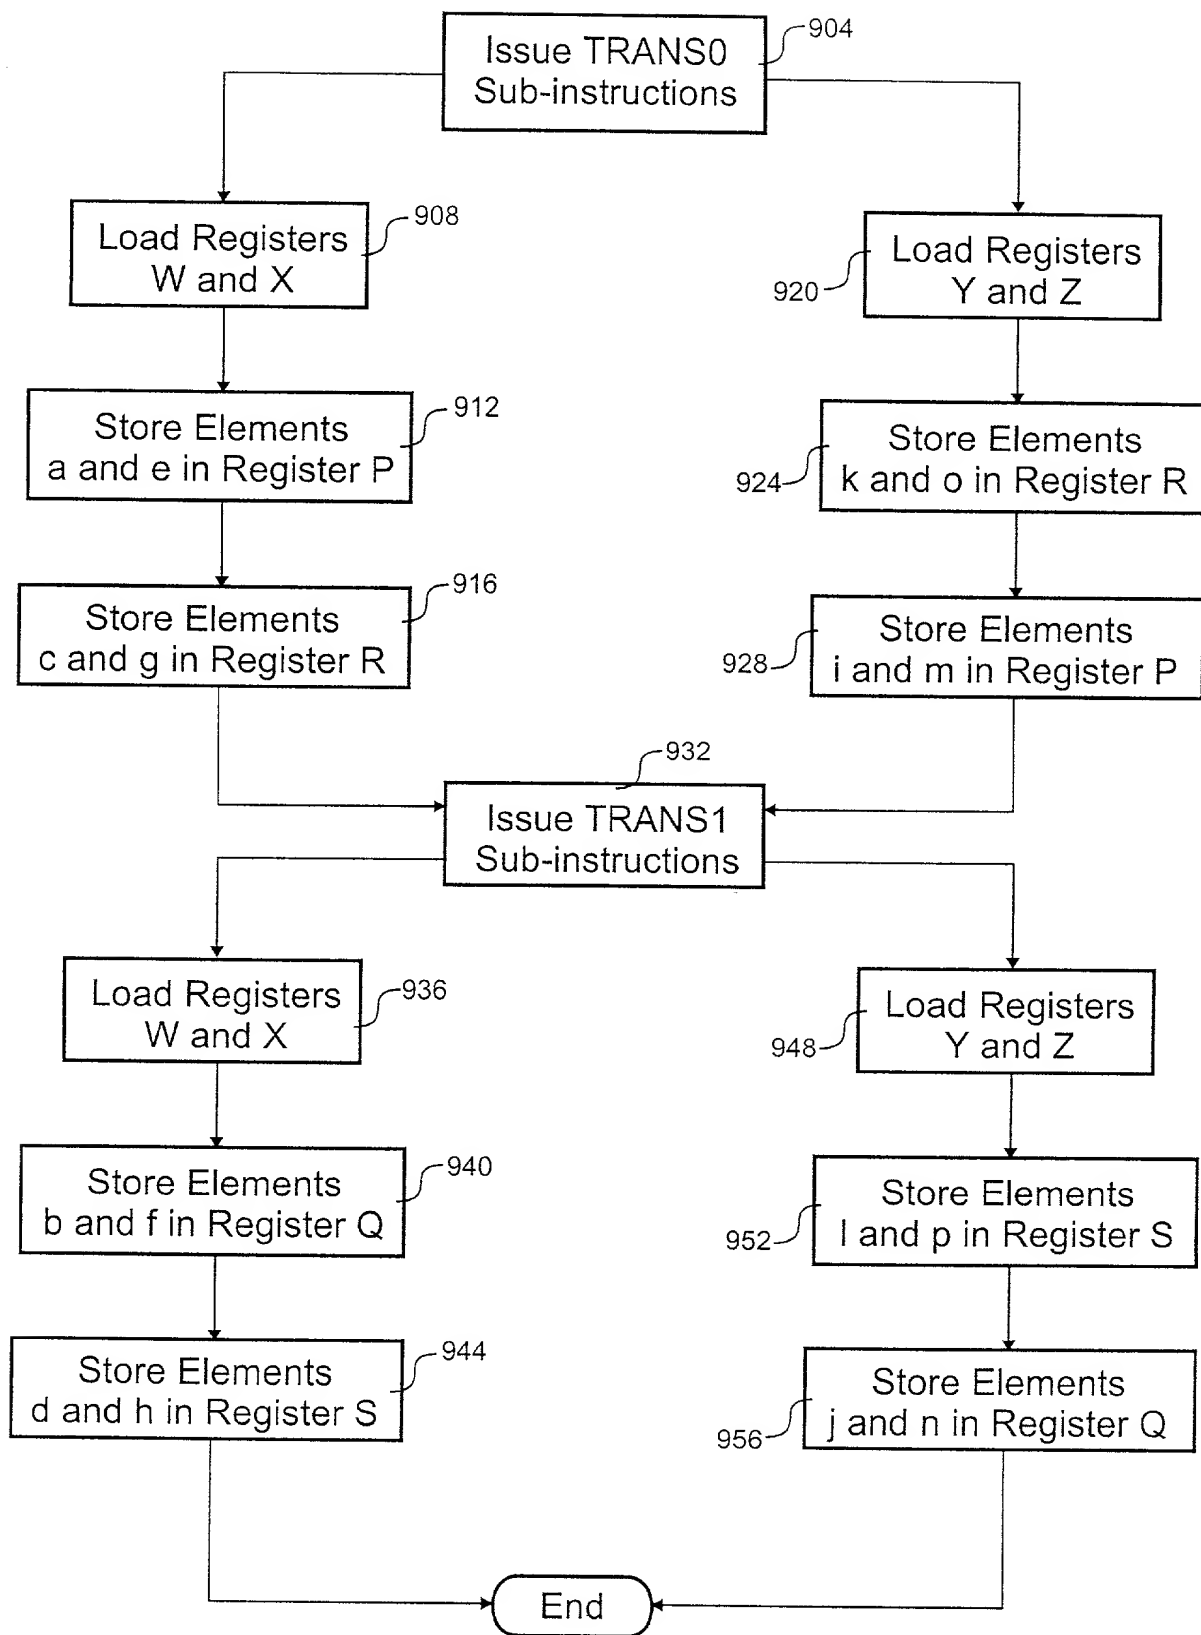 Issue TRANS0
Sub-instructions
904
Load Registers
W and X
908
Load Registers
Y and Z
920
Store Elements
a and e in Register P
912
Store Elements
k and o in Register R
924
Store Elements
c and g in Register R
916
Store Elements
i and m in Register P
928
932
Issue TRANS1
Sub-instructions
Load Registers
W and X
936
Load Registers
Y and Z
948
Store Elements
b and f in Register Q
940
Store Elements
l and p in Register S
952
Store Elements
d and h in Register S
944
Store Elements
j and n in Register Q
956
End